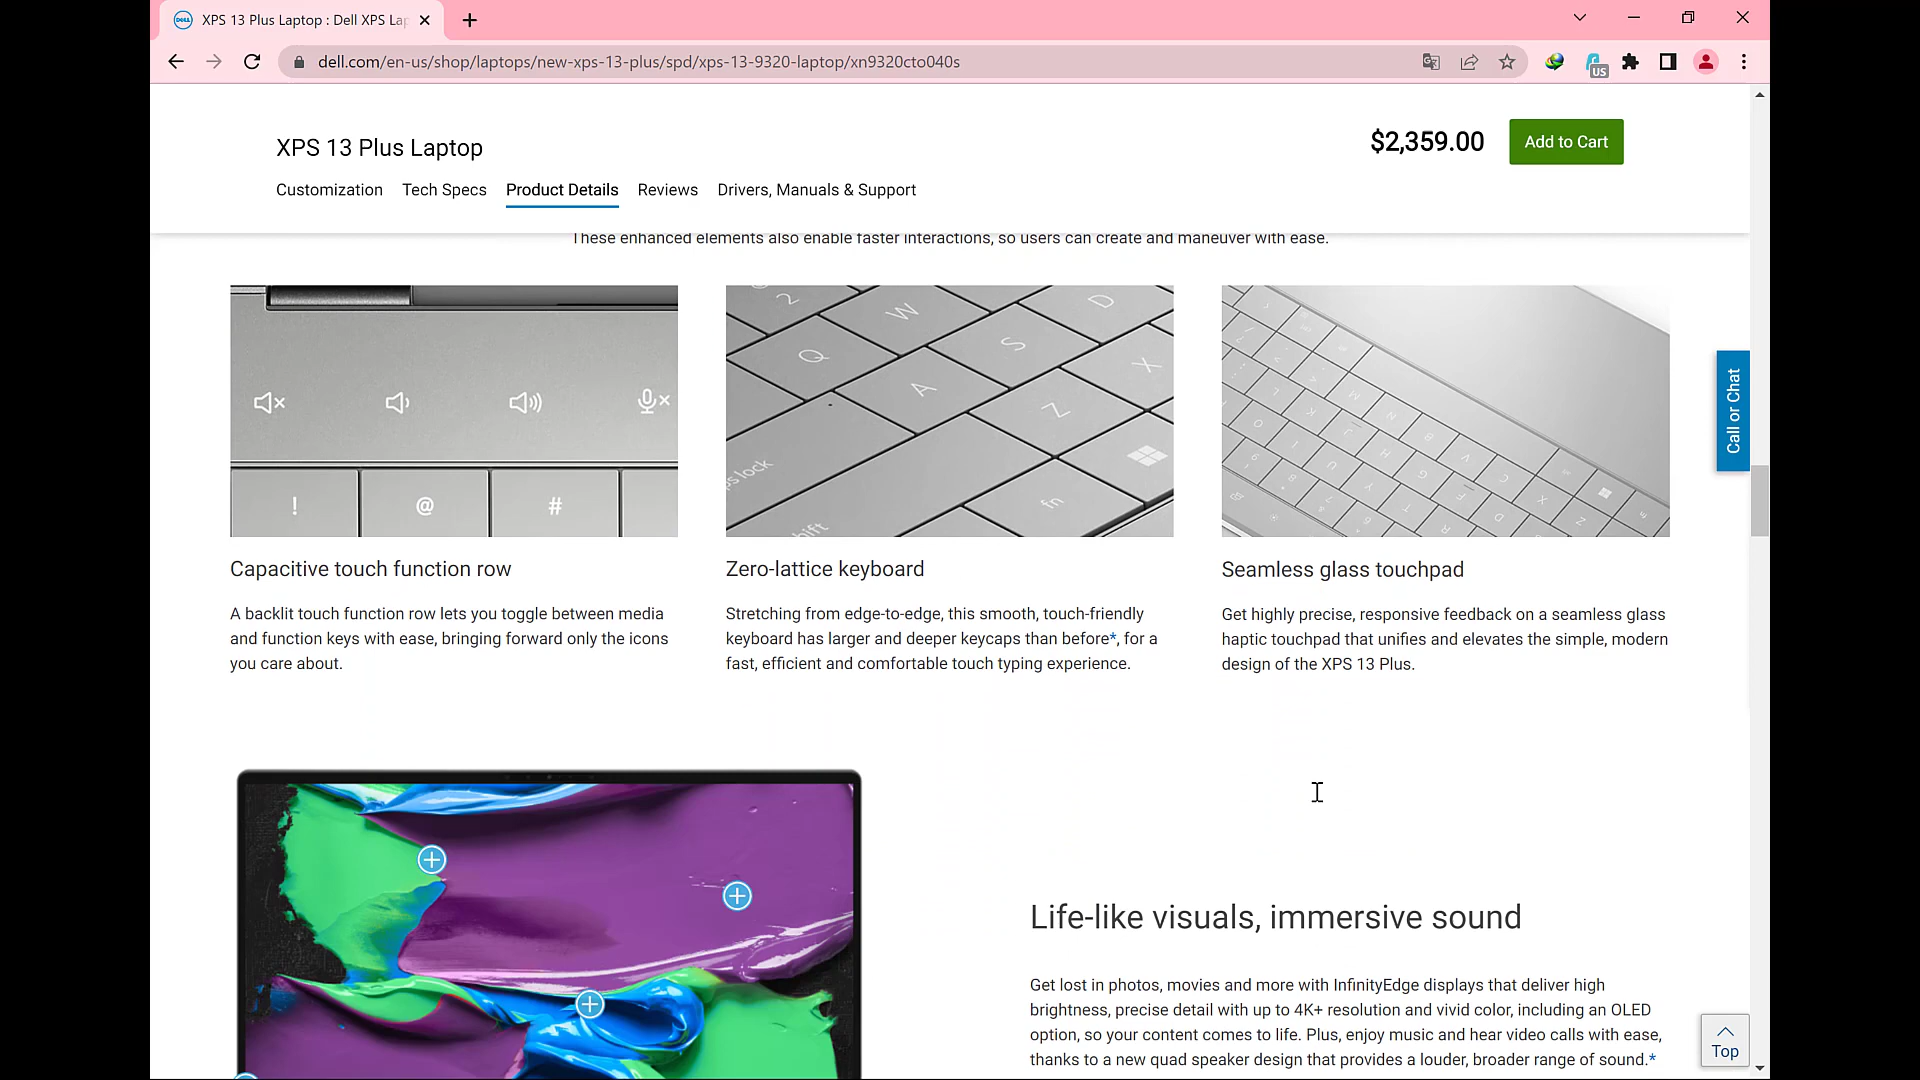 XPS 13 Plus Laptop : Dell XPS Lap
dell.com/en-us/shop/laptops/new-xps-13-plus/spd/xps-13-9320-laptop/xn9320cto040s
US
XPS 13 Plus Laptop
$2,359.00
Add to Cart
Customization Tech Specs Product Details Reviews Drivers, Manuals & Support
These enhanced elements also enable faster interactions, so users can create and maneuver with ease.
! @ #
2 W D
Q S X
A Z
ps lock
fn
shift
Call or Chat
Capacitive touch function row
A backlit touch function row lets you toggle between media
and function keys with ease, bringing forward only the icons
you care about.
Zero-lattice keyboard
Stretching from edge-to-edge, this smooth, touch-friendly
keyboard has larger and deeper keycaps than before*, for a
fast, efficient and comfortable touch typing experience.
Seamless glass touchpad
Get highly precise, responsive feedback on a seamless glass
haptic touchpad that unifies and elevates the simple, modern
design of the XPS 13 Plus.
Life-like visuals, immersive sound
Get lost in photos, movies and more with InfinityEdge displays that deliver high
brightness, precise detail with up to 4K+ resolution and vivid color, including an OLED
option, so your content comes to life. Plus, enjoy music and hear video calls with ease,
thanks to a new quad speaker design that provides a louder, broader range of sound.*
Top